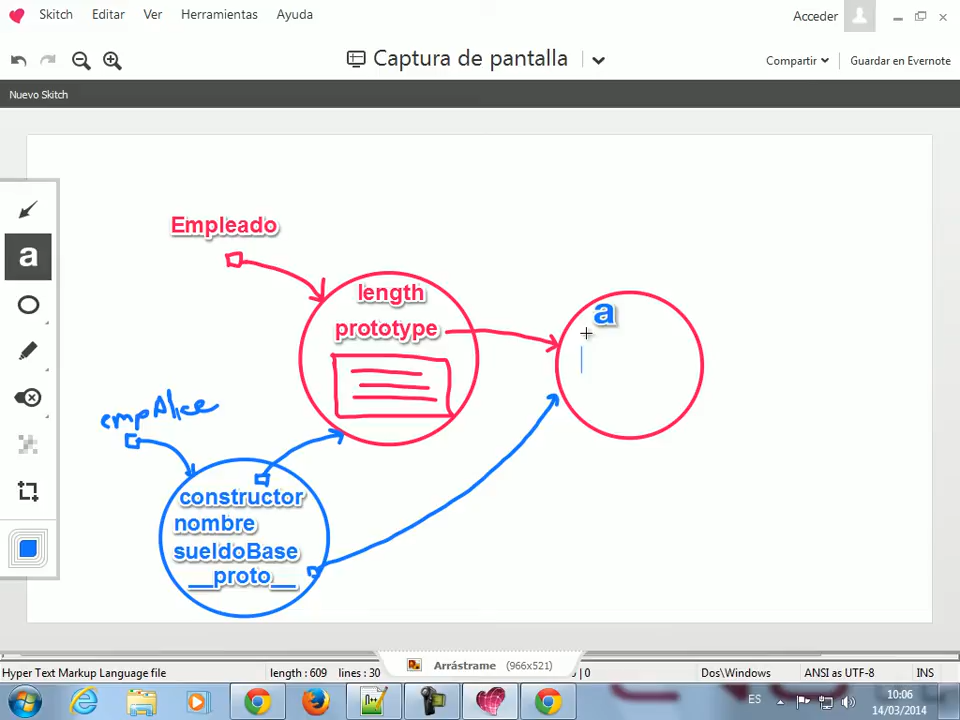 Skitch Editar Ver Herramientas Ayuda Acceder
Captura de pantalla Compartir Guardar en Evernote
Nuevo Skitch
a
Empleado
length
prototype
a
empAlice
constructor
nombre
sueldoBase
__proto__
Arrástrame (966x521)
Hyper Text Markup Language file length : 609 lines : 30 | 0 Dos\Windows ANSI as UTF-8 INS
ES 10:06
14/03/2014